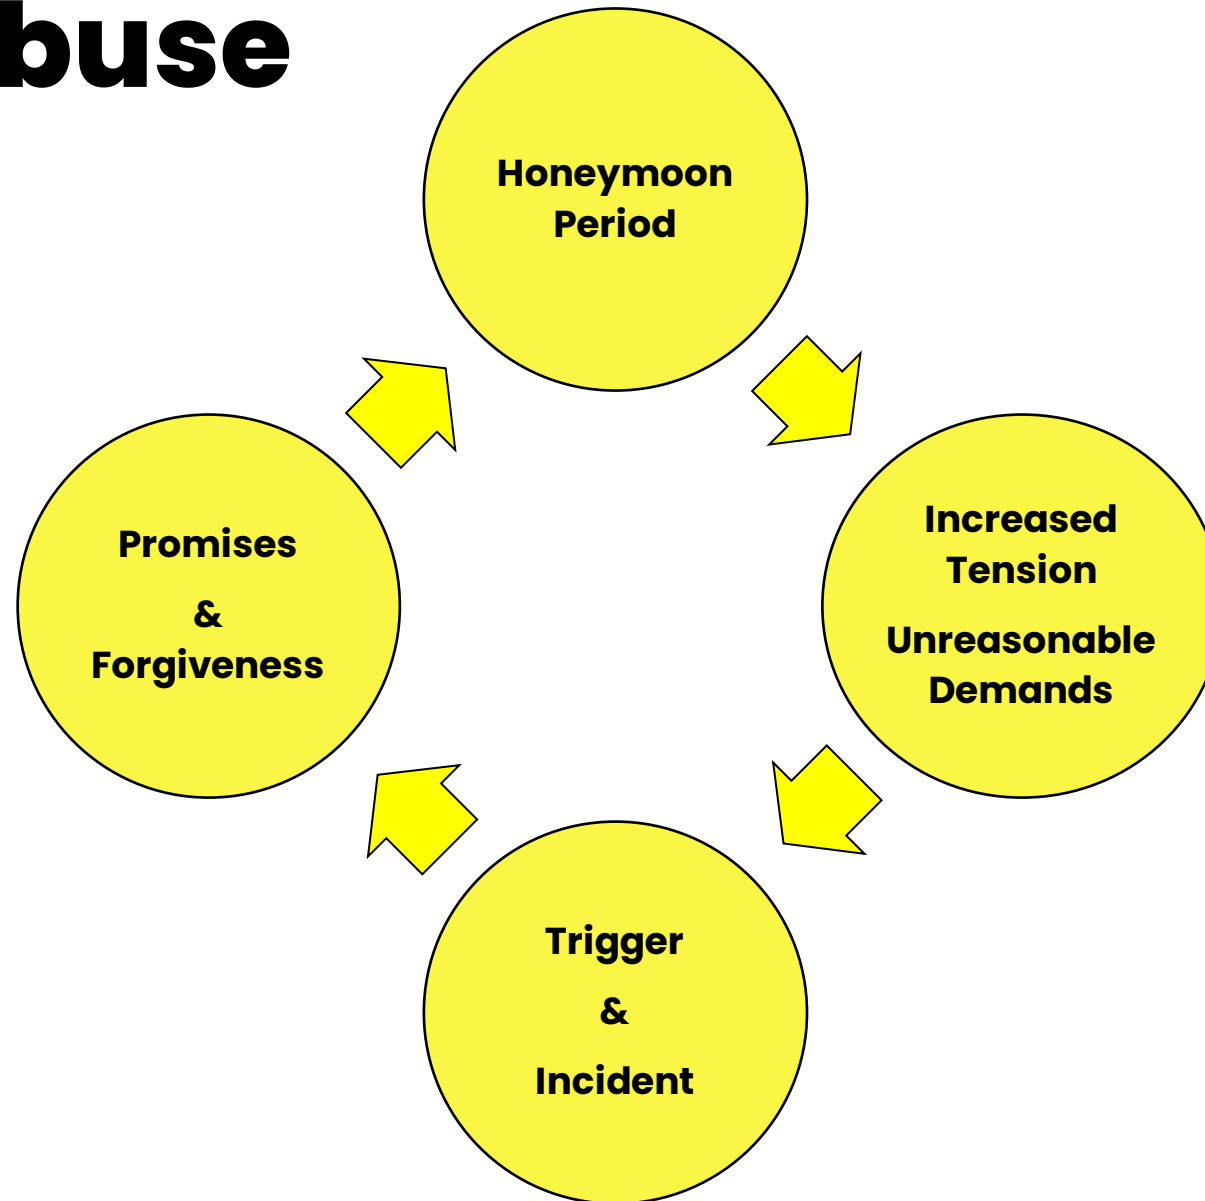 buse
Honeymoon
Period
Increased
Tension
Unreasonable
Demands
Promises
&
Forgiveness
Trigger
&
Incident